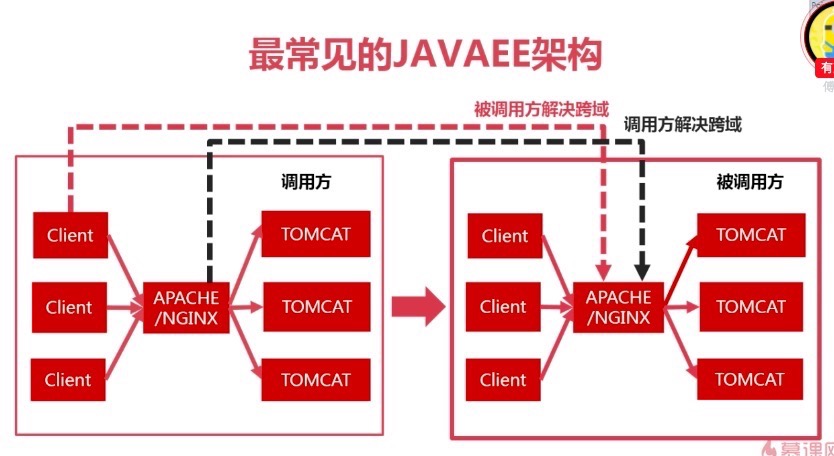 最常见的JAVAEE架构
被调用方解决跨域
调用方解决跨域
调用方
Client
Client
Client
APACHE
/NGINX
TOMCAT
TOMCAT
TOMCAT
被调用方
Client
Client
Client
APACHE
/NGINX
TOMCAT
TOMCAT
TOMCAT
有
慕课网